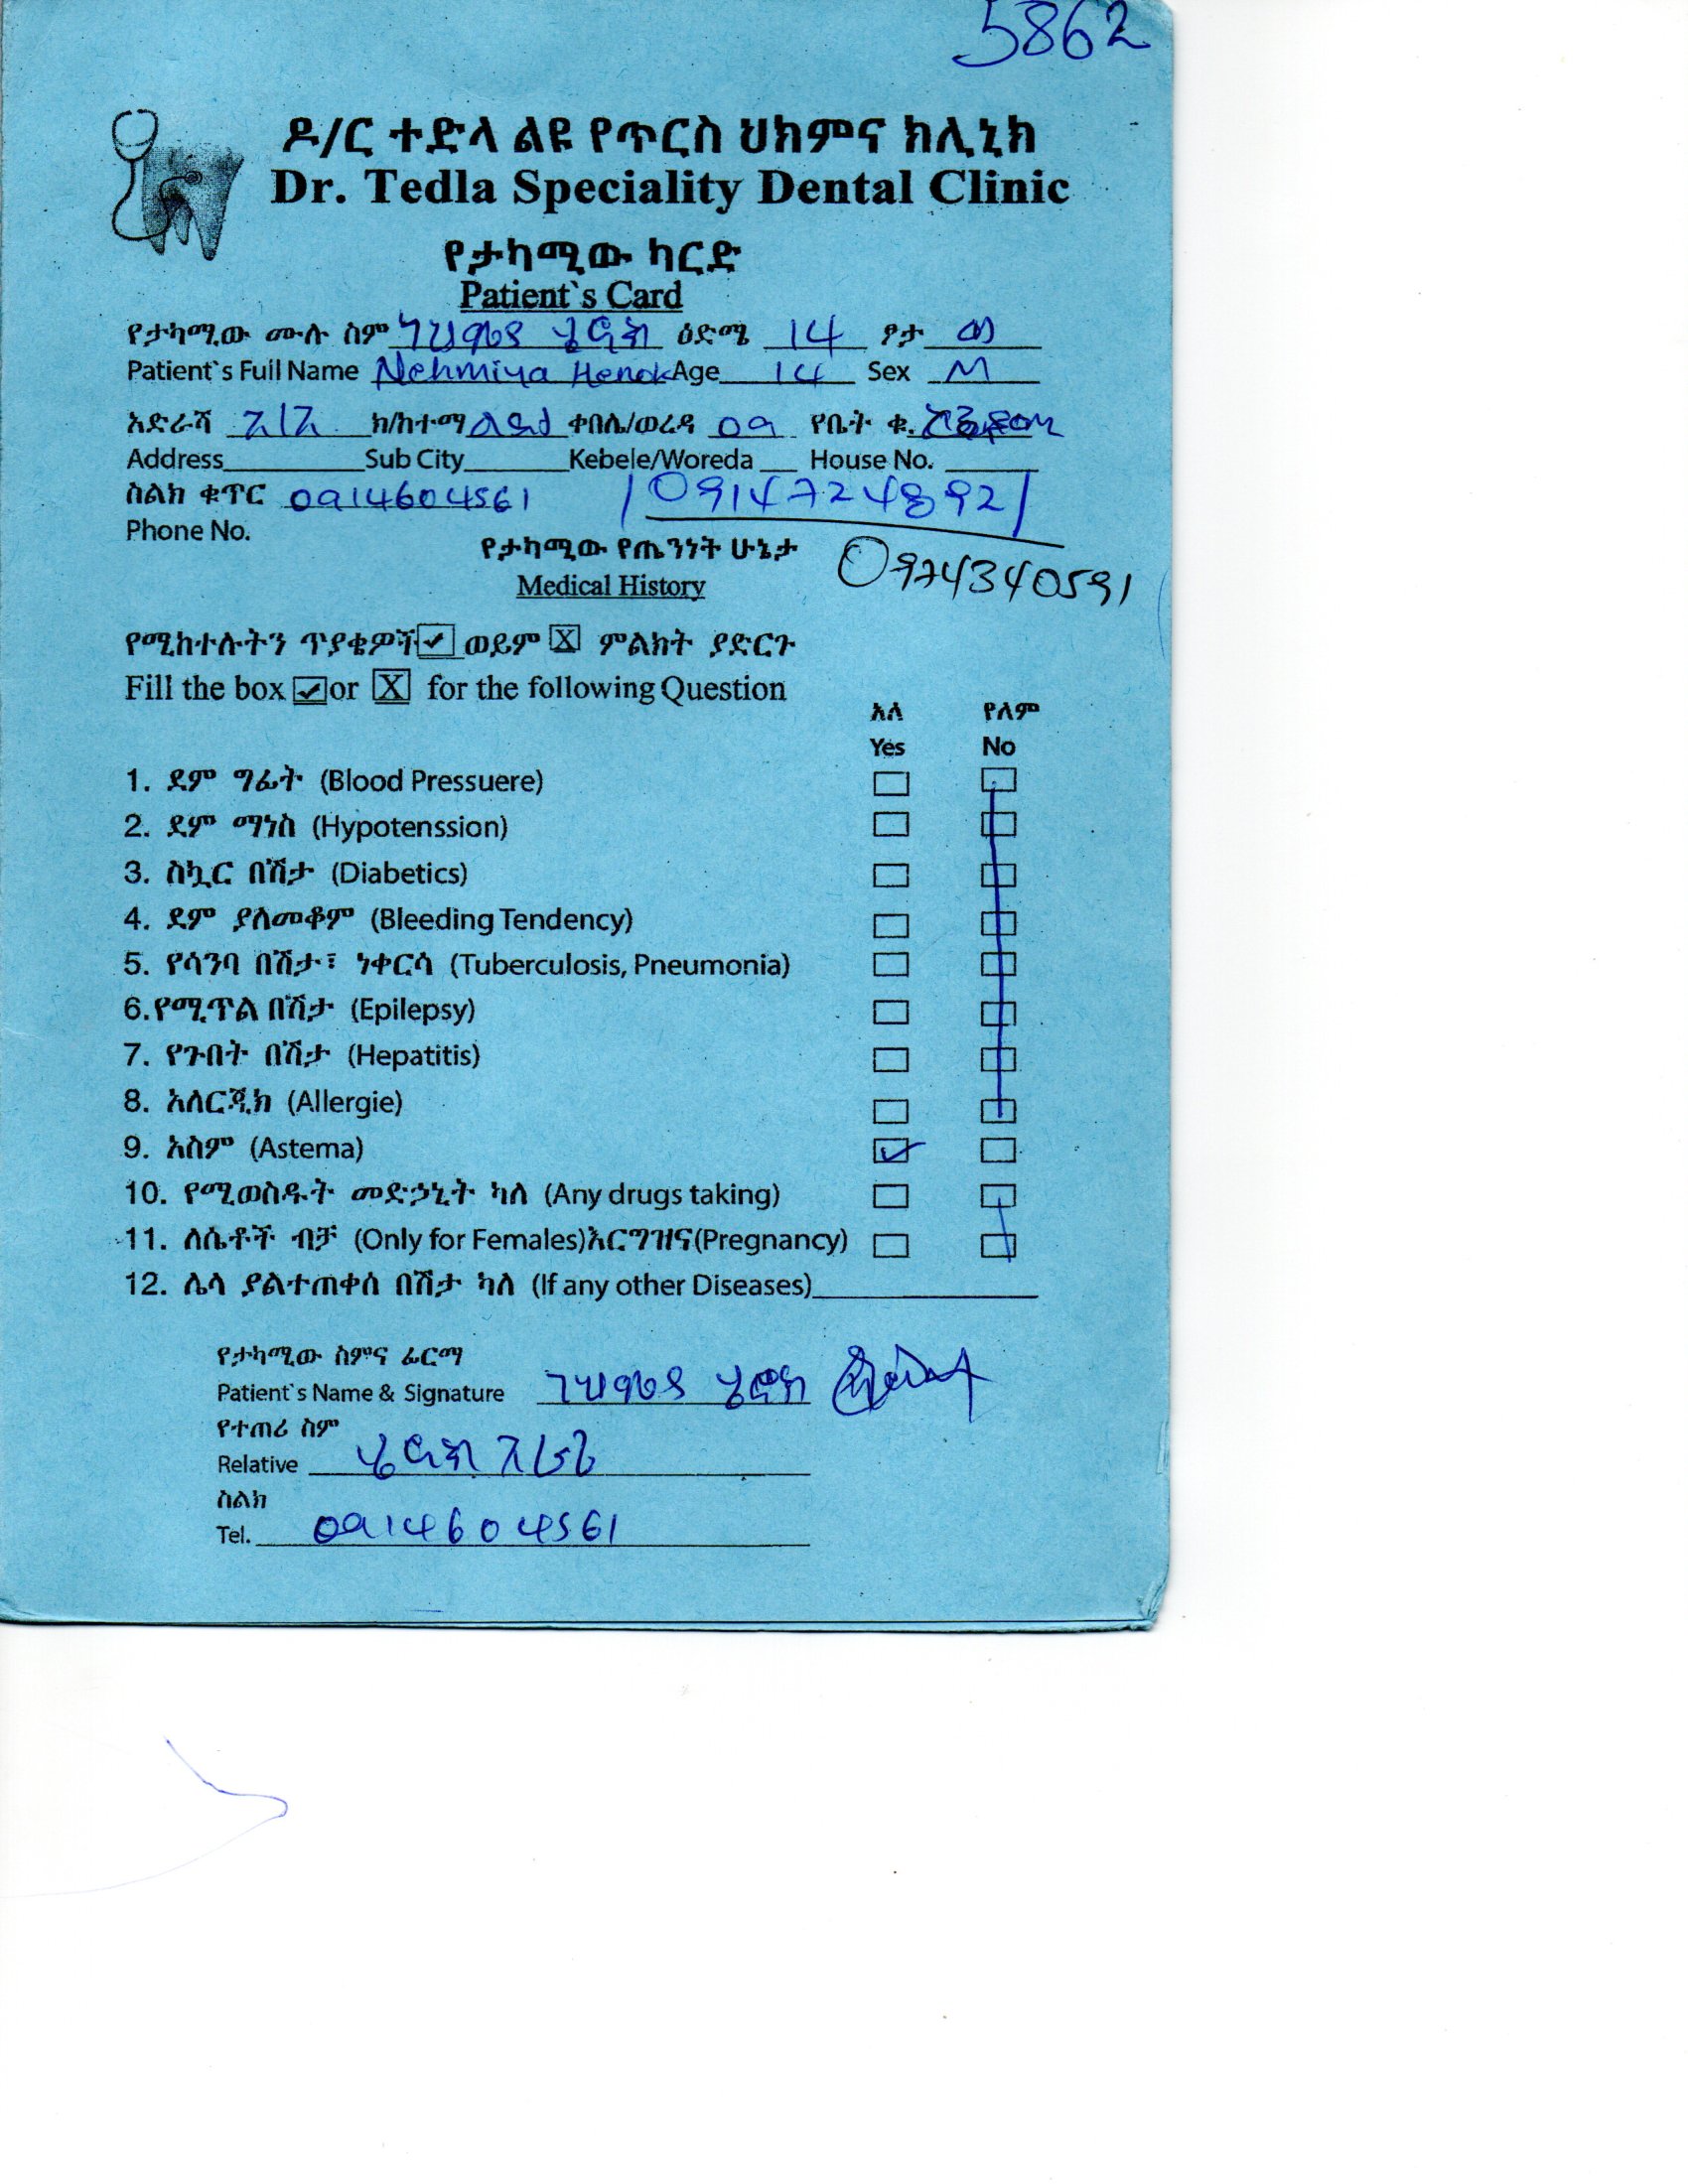 5862
ዶ/ር ተድላ ልዩ የጥርስ ህክምና ክሊኒክ
Dr. Tedla Speciality Dental Clinic
የታካሚው ካርድ
Patient`s Card
የታካሚው ሙሉ ስም ነህሚያ ሄኖክ ዕድሜ 14 ፆታ ወ
Patient`s Full Name Nehmiya Henok Age 14 Sex M
አድራሻ ክ/ከተማ ቀበሌ/ወረዳ 09 የቤት ቁ.
Address Sub City Kebele/Woreda House No.
ስልክ ቁጥር 0914604561 /0914724892/
Phone No.
የታካሚው የጤንነት ሁኔታ 0974340591
Medical History
የሚከተሉትን ጥያቄዎች ✓ ወይም X ምልክት ያድርጉ
Fill the box ✓ or X for the following Question
አለ የለም
Yes No
1. ደም ግፊት (Blood Pressuere)
2. ደም ማነስ (Hypotenssion)
3. ስኳር በሽታ (Diabetics)
4. ደም ያለመቆም (Bleeding Tendency)
5. የሳንባ በሽታ፣ ነቀርሳ (Tuberculosis, Pneumonia)
6.የሚጥል በሽታ (Epilepsy)
7. የጉበት በሽታ (Hepatitis)
8. አለርጂክ (Allergie)
9. አስም (Astema) ✓
10. የሚወስዱት መድኃኒት ካለ (Any drugs taking)
11. ለሴቶች ብቻ (Only for Females)እርግዝና(Pregnancy)
12. ሌላ ያልተጠቀሰ በሽታ ካለ (If any other Diseases)
የታካሚው ስምና ፊርማ
Patient`s Name & Signature ነህሚያ ሄኖክ
የተጠሪ ስም
Relative ሄኖክ
ስልክ
Tel. 0914604561